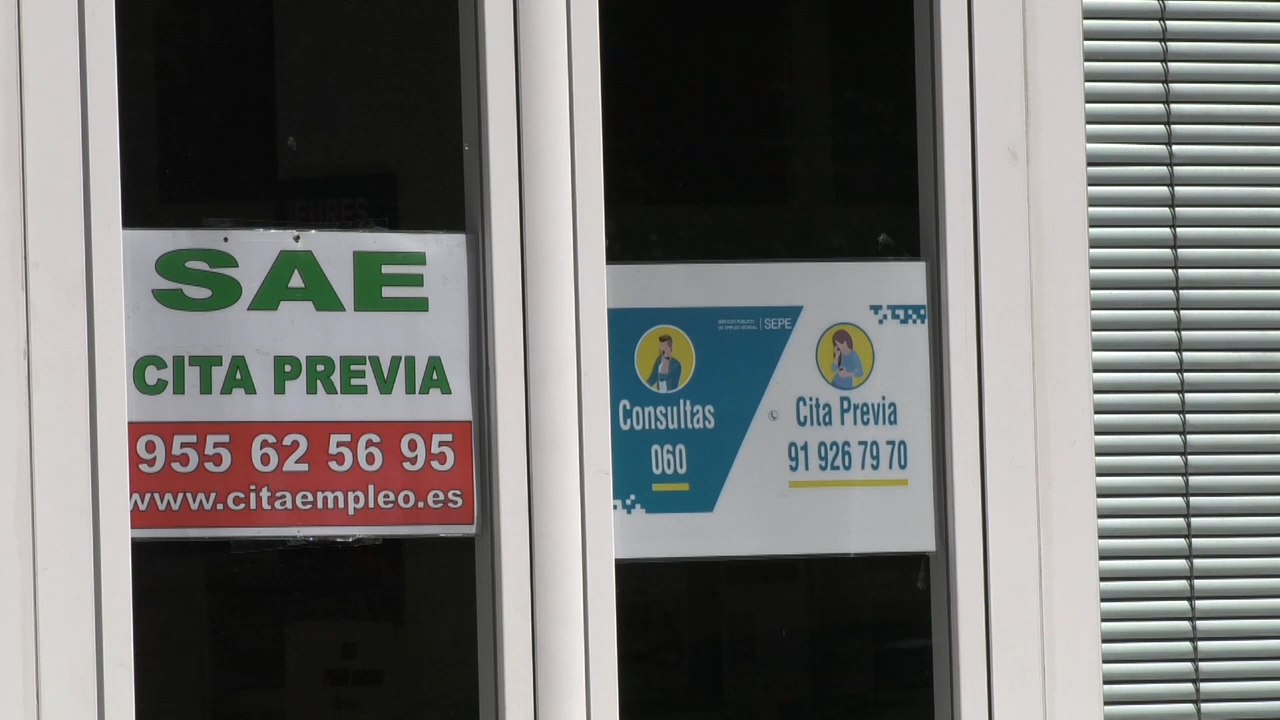 SAE
CITA PREVIA
955 62 56 95
www.citaempleo.es
SERVICIO PÚBLICO
DE EMPLEO ESTATAL
SEPE
Consultas
060
Cita Previa
91 926 79 70